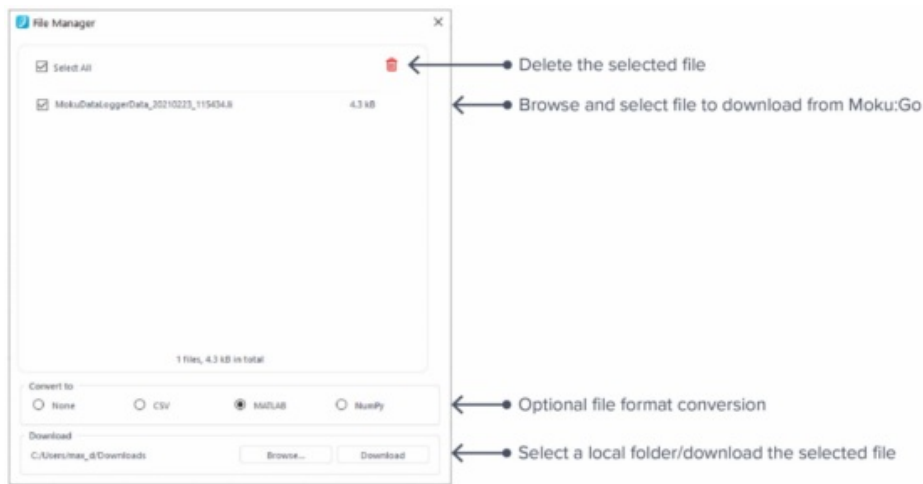 File Manager
Select All
Delete the selected file
MokuDataLoggerData_20210223_115434.li 4.3 kB
Browse and select file to download from Moku:Go
1 files, 4.3 kB in total
Convert to
None CSV MATLAB NumPy
Optional file format conversion
Download
C:/Users/max_d/Downloads Browse... Download
Select a local folder/download the selected file